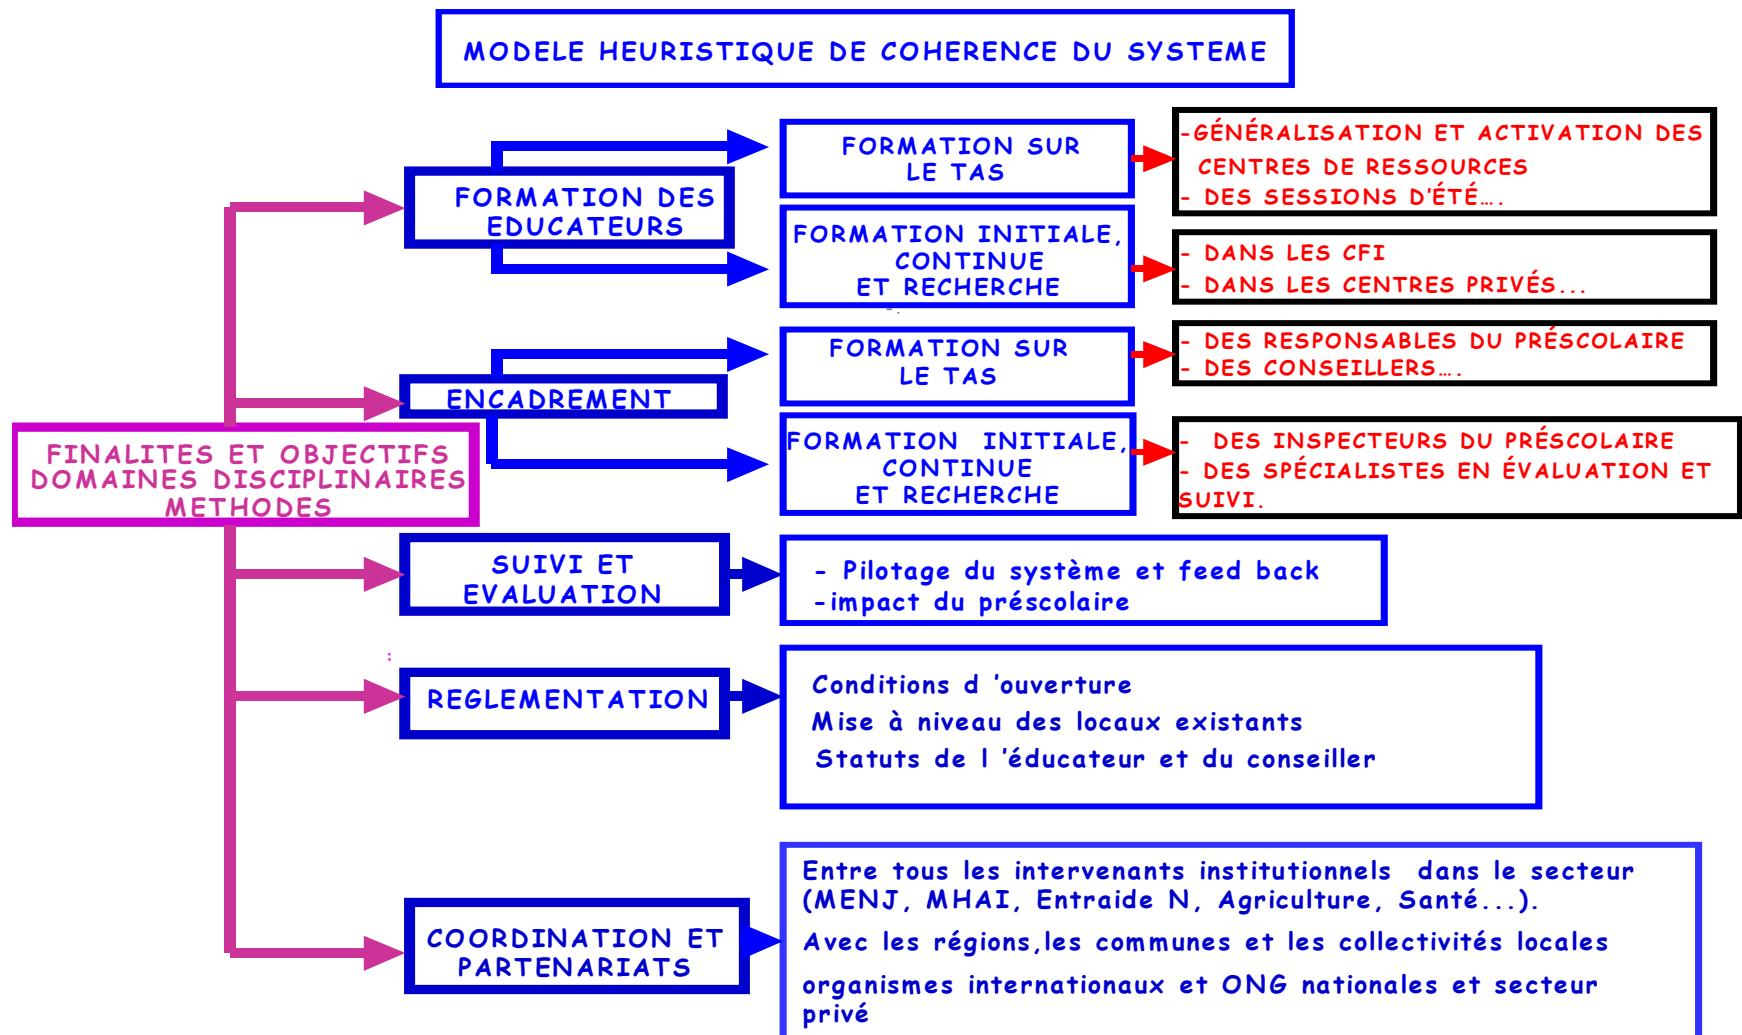 MODELE HEURISTIQUE DE COHERENCE DU SYSTEME
FORMATION DES
EDUCATEURS
FORMATION SUR
LE TAS
-GÉNÉRALISATION ET ACTIVATION DES
CENTRES DE RESSOURCES
- DES SESSIONS D'ÉTÉ….
FORMATION INITIALE,
CONTINUE
ET RECHERCHE
- DANS LES CFI
- DANS LES CENTRES PRIVÉS...
ENCADREMENT
FORMATION SUR
LE TAS
- DES RESPONSABLES DU PRÉSCOLAIRE
- DES CONSEILLERS….
FORMATION INITIALE,
CONTINUE
ET RECHERCHE
- DES INSPECTEURS DU PRÉSCOLAIRE
- DES SPÉCIALISTES EN ÉVALUATION ET
SUIVI.
FINALITES ET OBJECTIFS
DOMAINES DISCIPLINAIRES
METHODES
SUIVI ET
EVALUATION
- Pilotage du système et feed back
-impact du préscolaire
:
REGLEMENTATION
Conditions d 'ouverture
Mise à niveau des locaux existants
Statuts de l 'éducateur et du conseiller
COORDINATION ET
PARTENARIATS
Entre tous les intervenants institutionnels dans le secteur
(MENJ, MHAI, Entraide N, Agriculture, Santé...).
Avec les régions,les communes et les collectivités locales
organismes internationaux et ONG nationales et secteur
privé